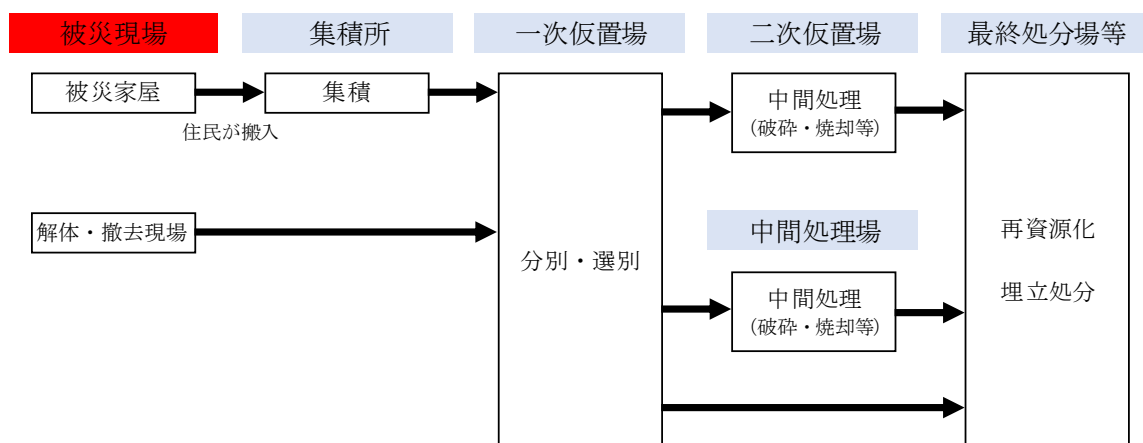 被災現場
集積所
一次仮置場
二次仮置場
最終処分場等
被災家屋
集積
中間処理
(破砕・焼却等)
住民が搬入
解体・撤去現場
中間処理場
分別・選別
再資源化
中間処理
(破砕・焼却等)
埋立処分